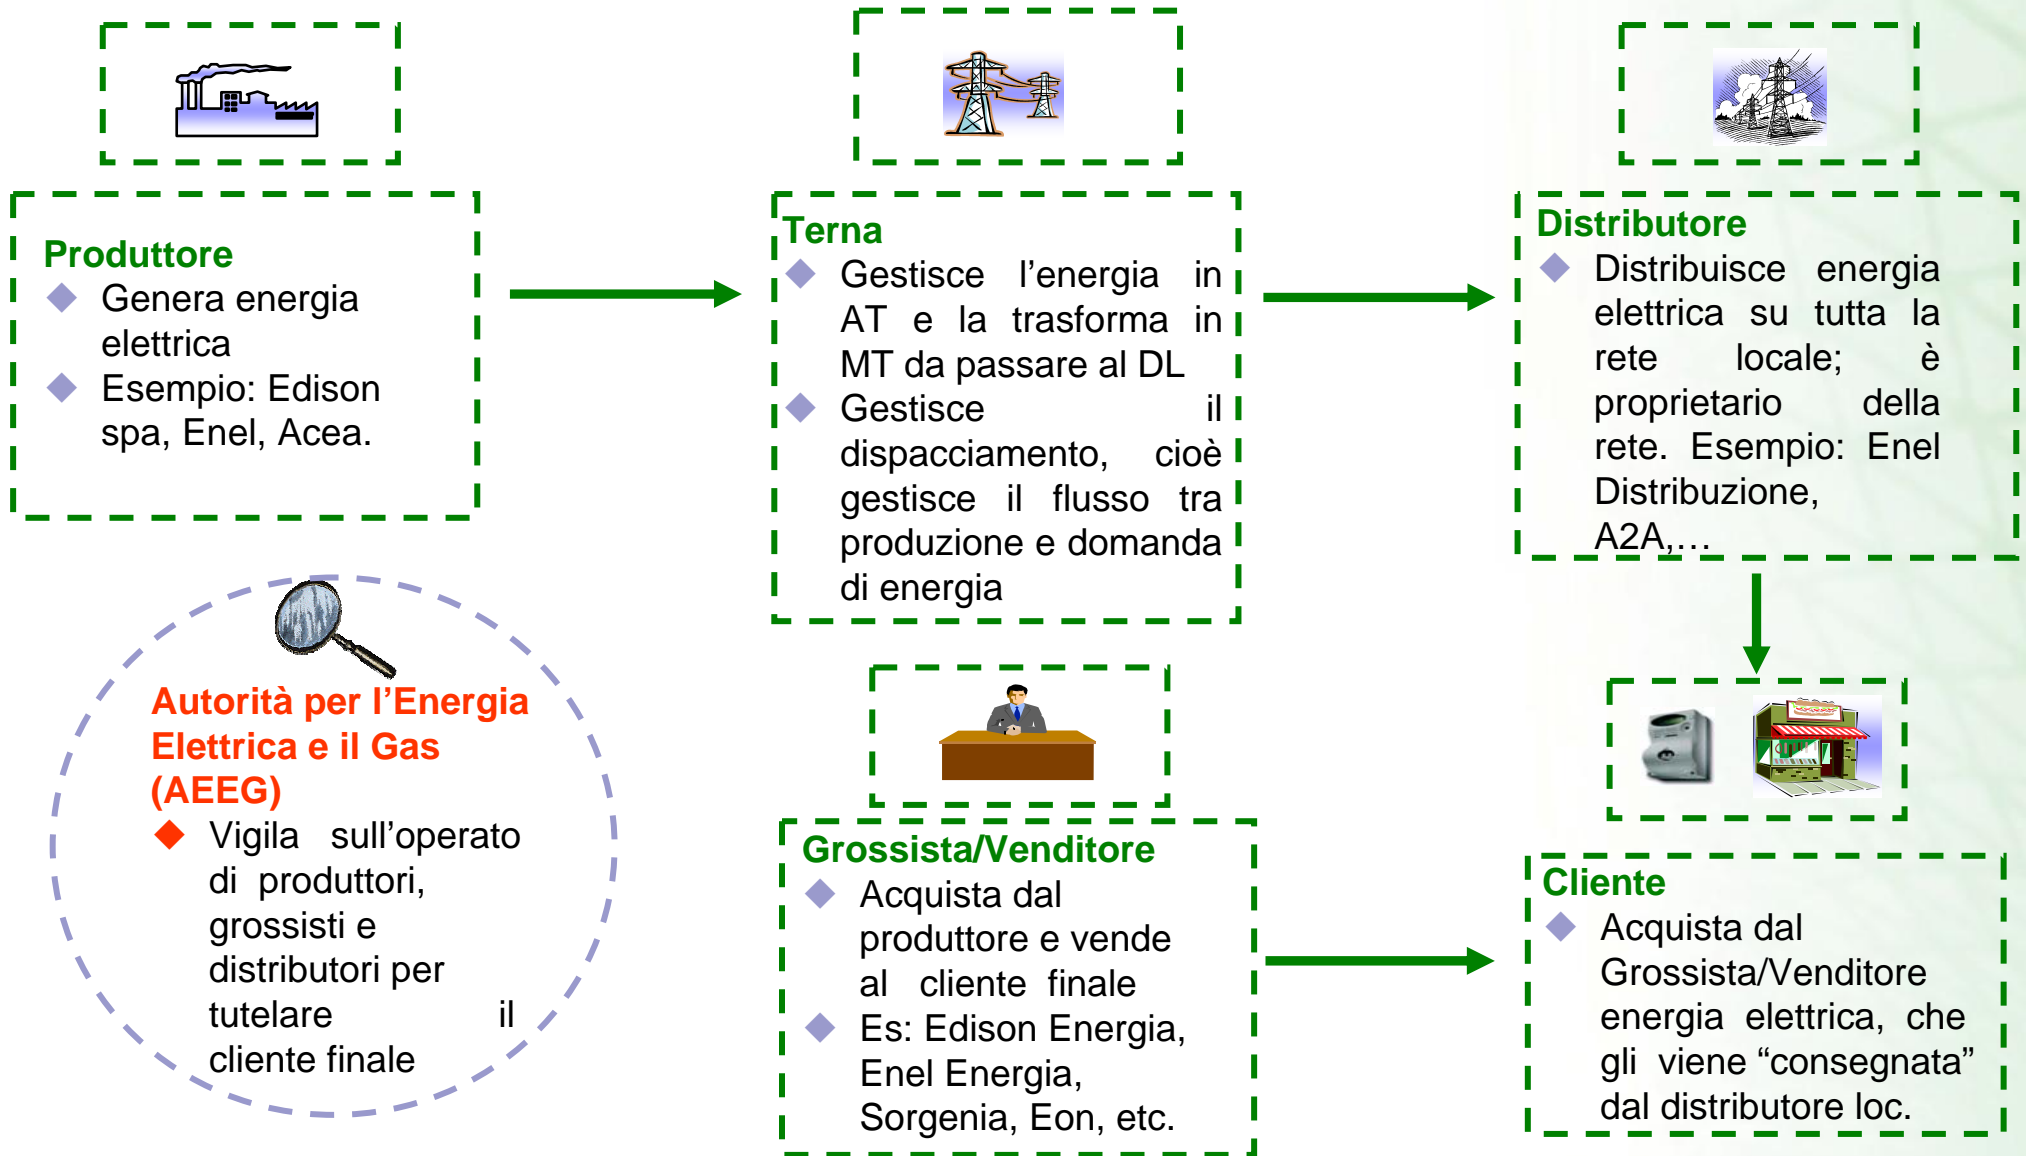 Produttore
Genera energia
elettrica
Esempio: Edison
spa, Enel, Acea.
Terna
Gestisce l’energia in
AT e la trasforma in
MT da passare al DL
Gestisce il
dispacciamento, cioè
gestisce il flusso tra
produzione e domanda
di energia
Distributore
Distribuisce energia
elettrica su tutta la
rete locale; è
proprietario della
rete. Esempio: Enel
Distribuzione,
A2A,…
Autorità per l’Energia
Elettrica e il Gas
(AEEG)
Vigila sull’operato
di produttori,
grossisti e
distributori per
tutelare il
cliente finale
Grossista/Venditore
Acquista dal
produttore e vende
al cliente finale
Es: Edison Energia,
Enel Energia,
Sorgenia, Eon, etc.
Cliente
Acquista dal
Grossista/Venditore
energia elettrica, che
gli viene “consegnata”
dal distributore loc.